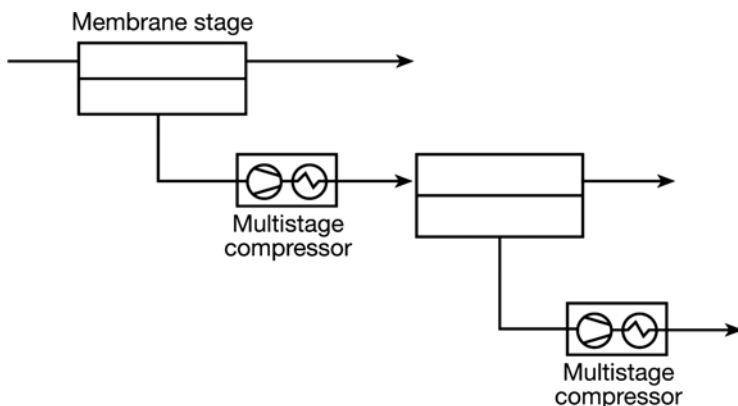 Membrane stage
Multistage
compressor
Multistage
compressor